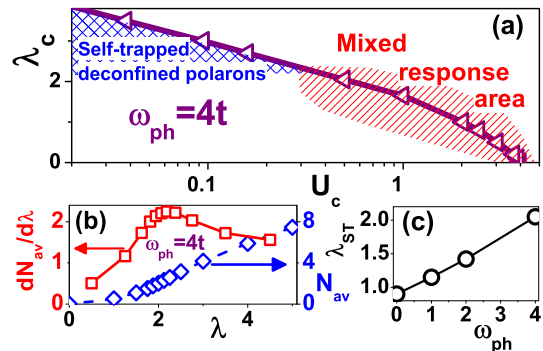 (a)
λc
4
2
0
Self-trapped
deconfined polarons
ωph=4t
Mixed
response
area
0.1
Uc
1
(b)
dNav/dλ
2
1
0
ωph=4t
8
4
0
Nav
0
2
4
λ
(c)
λST
2.0
1.5
1.0
0
1
2
3
4
ωph